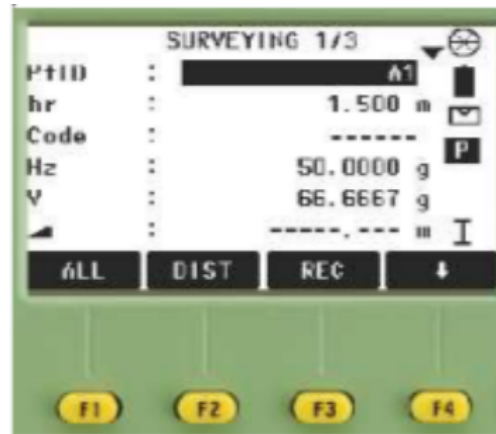 SURVEYING 1/3
PtID : A1
hr : 1.500 m
Code : ------
Hz : 50.0000 g
V : 66.6667 g
: -----.--- m
P
ALL DIST REC
F1 F2 F3 F4